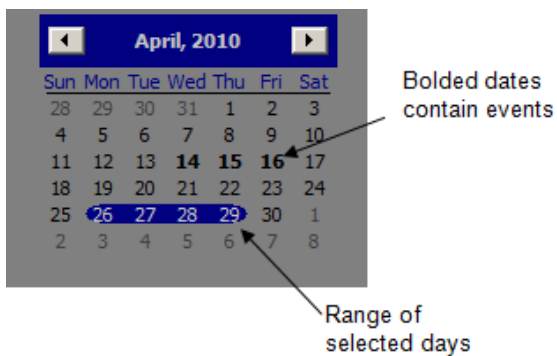 April, 2010
Sun Mon Tue Wed Thu Fri Sat
28 29 30 31 1 2 3
4 5 6 7 8 9 10
11 12 13 14 15 16 17
18 19 20 21 22 23 24
25 26 27 28 29 30 1
2 3 4 5 6 7 8
Bolded dates
contain events
Range of
selected days